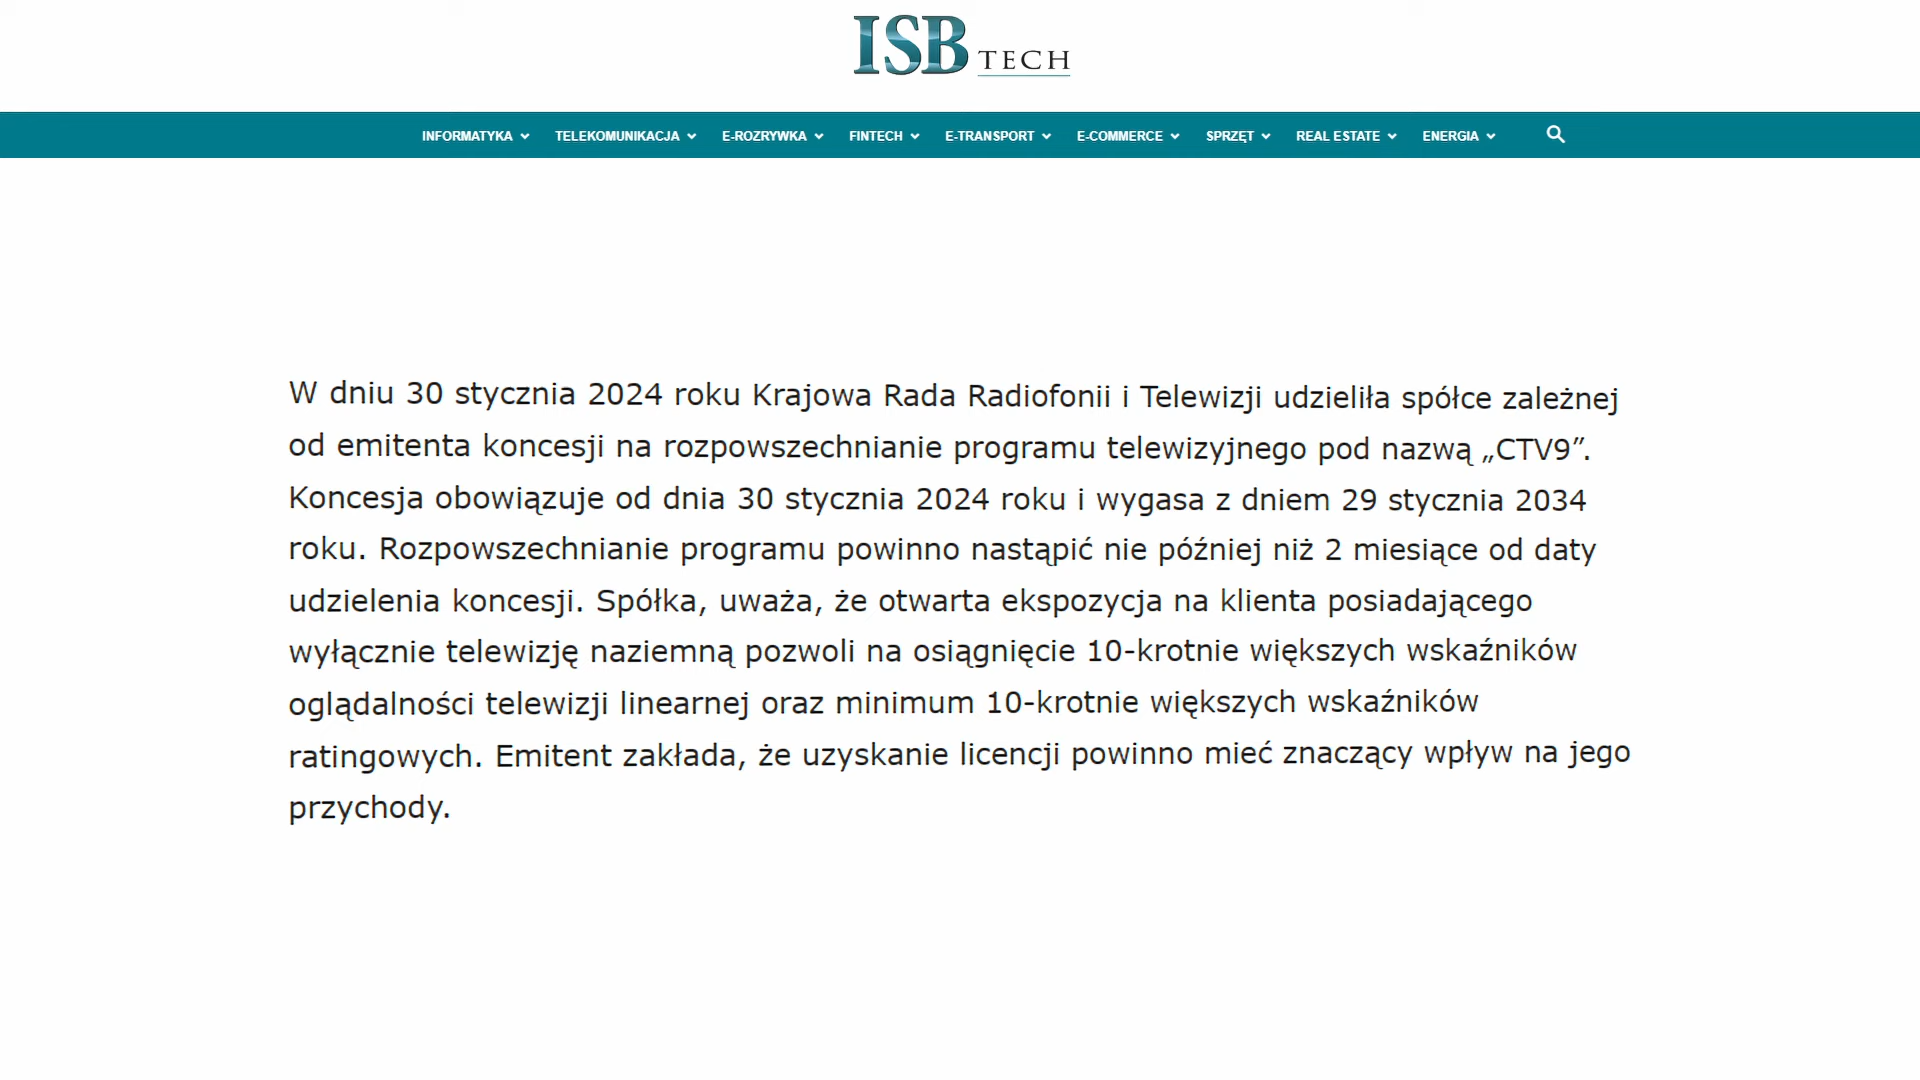 ISB TECH
INFORMATYKA TELEKOMUNIKACJA E-ROZRYWKA FINTECH E-TRANSPORT E-COMMERCE SPRZĘT REAL ESTATE ENERGIA
W dniu 30 stycznia 2024 roku Krajowa Rada Radiofonii i Telewizji udzieliła spółce zależnej
od emitenta koncesji na rozpowszechnianie programu telewizyjnego pod nazwą „CTV9”.
Koncesja obowiązuje od dnia 30 stycznia 2024 roku i wygasa z dniem 29 stycznia 2034
roku. Rozpowszechnianie programu powinno nastąpić nie później niż 2 miesiące od daty
udzielenia koncesji. Spółka, uważa, że otwarta ekspozycja na klienta posiadającego
wyłącznie telewizję naziemną pozwoli na osiągnięcie 10-krotnie większych wskaźników
oglądalności telewizji linearnej oraz minimum 10-krotnie większych wskaźników
ratingowych. Emitent zakłada, że uzyskanie licencji powinno mieć znaczący wpływ na jego
przychody.